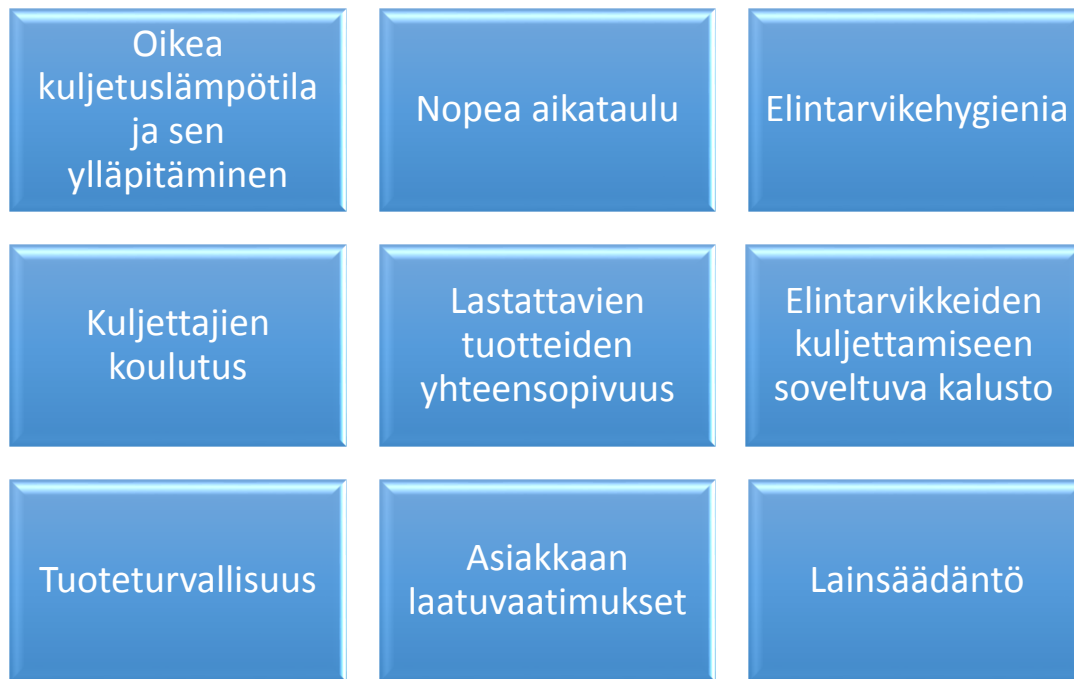 Oikea
kuljetuslämpötila
ja sen
ylläpitäminen
Nopea aikataulu
Elintarvikehygienia
Kuljettajien
koulutus
Lastattavien
tuotteiden
yhteensopivuus
Elintarvikkeiden
kuljettamiseen
soveltuva kalusto
Tuoteturvallisuus
Asiakkaan
laatuvaatimukset
Lainsäädäntö